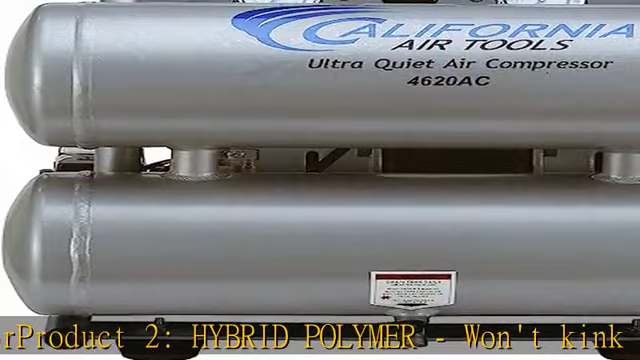 CALIFORNIA
AIR TOOLS
Ultra Quiet Air Compressor
4620AC
rProduct 2: HYBRID POLYMER - Won't kink